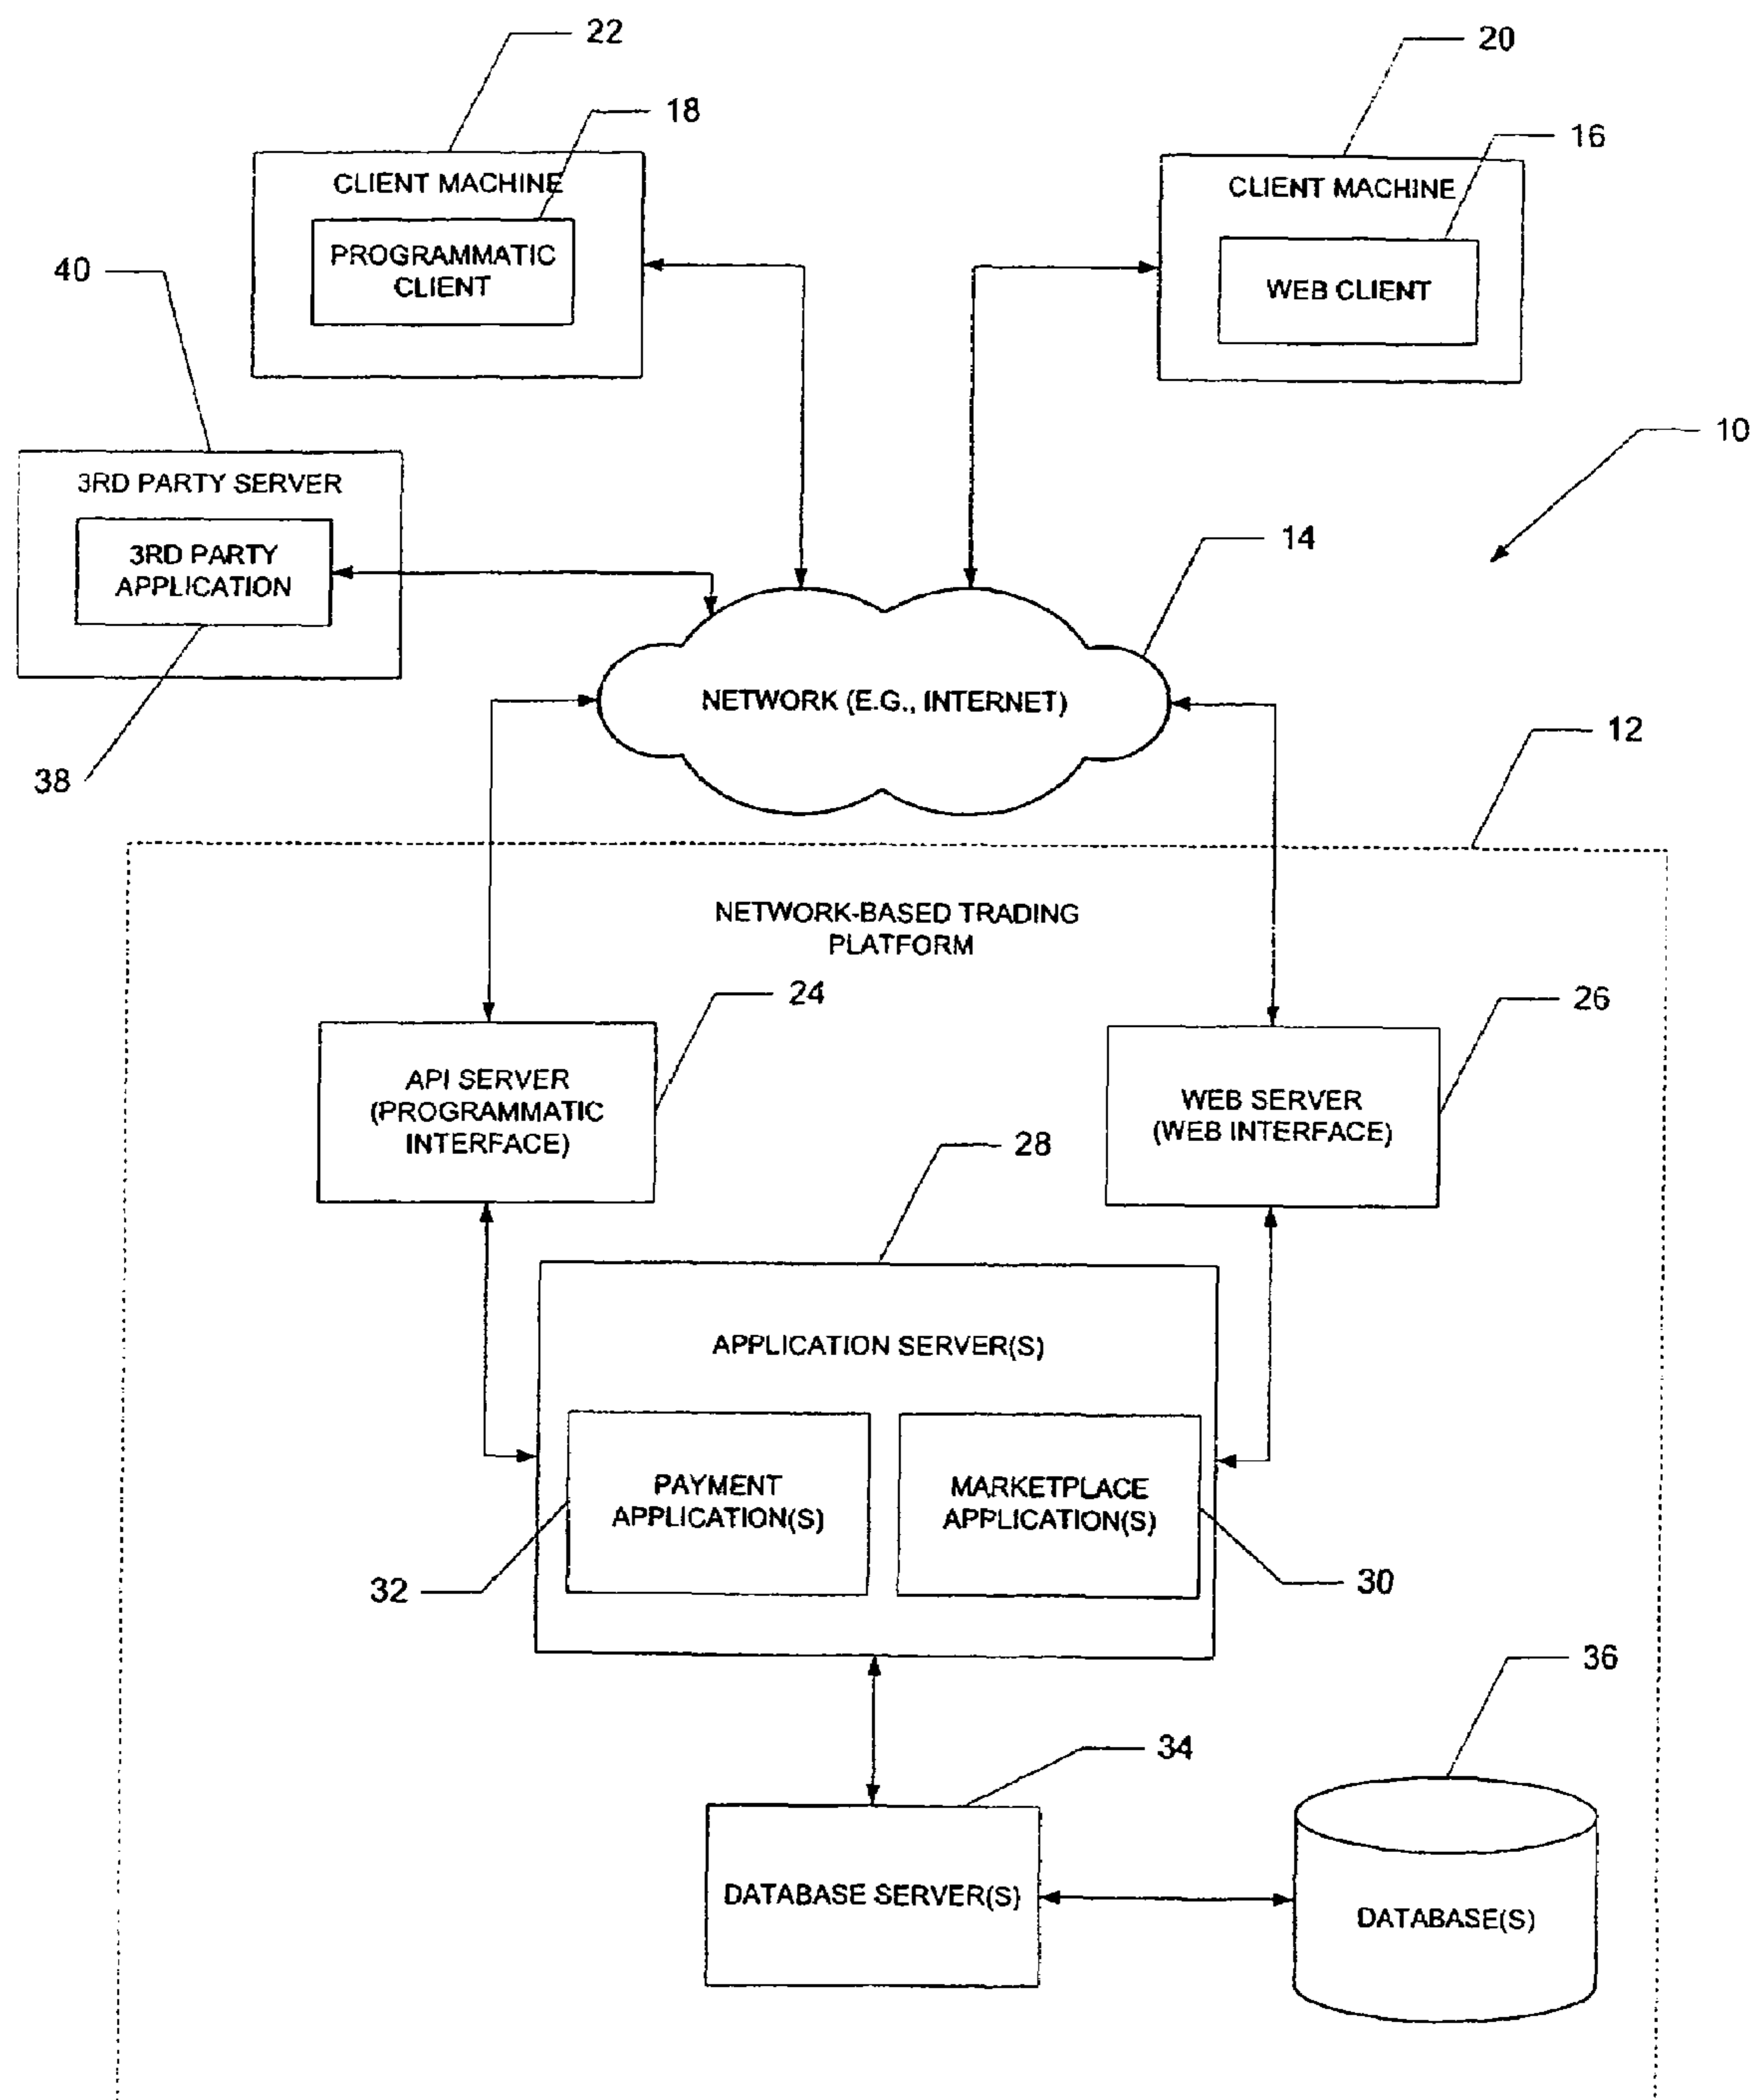 22
20
18
16
CLIENT MACHINE
CLIENT MACHINE
PROGRAMMATIC
CLIENT
WEB CLIENT
40
10
3RD PARTY SERVER
3RD PARTY
APPLICATION
14
NETWORK (E.G., INTERNET)
12
38
NETWORK-BASED TRADING
PLATFORM
24
26
API SERVER
(PROGRAMMATIC
INTERFACE)
WEB SERVER
(WEB INTERFACE)
28
APPLICATION SERVER(S)
PAYMENT
APPLICATION(S)
MARKETPLACE
APPLICATION(S)
32
30
36
34
DATABASE SERVER(S)
DATABASE(S)